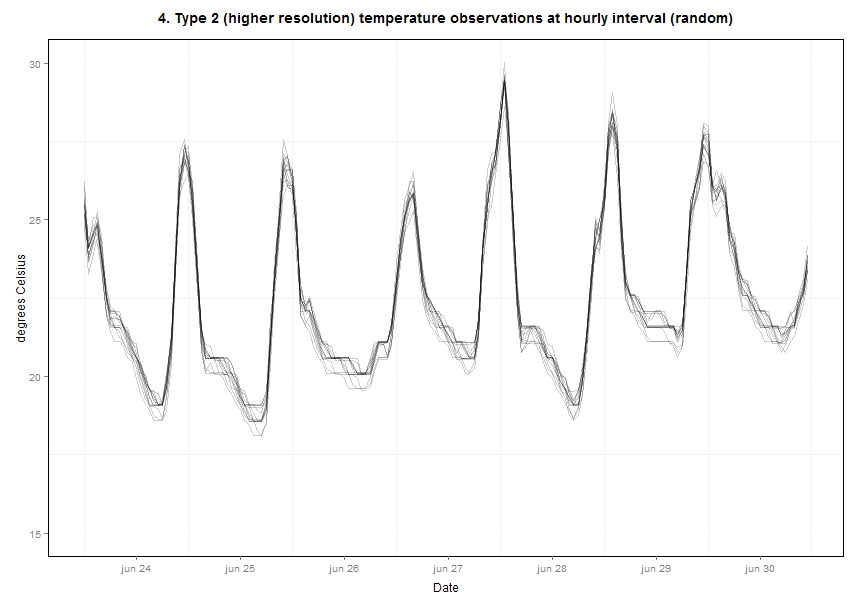 4. Type 2 (higher resolution) temperature observations at hourly interval (random)
30
25
20
15
degrees Celsius
jun 24 jun 25 jun 26 jun 27 jun 28 jun 29 jun 30
Date